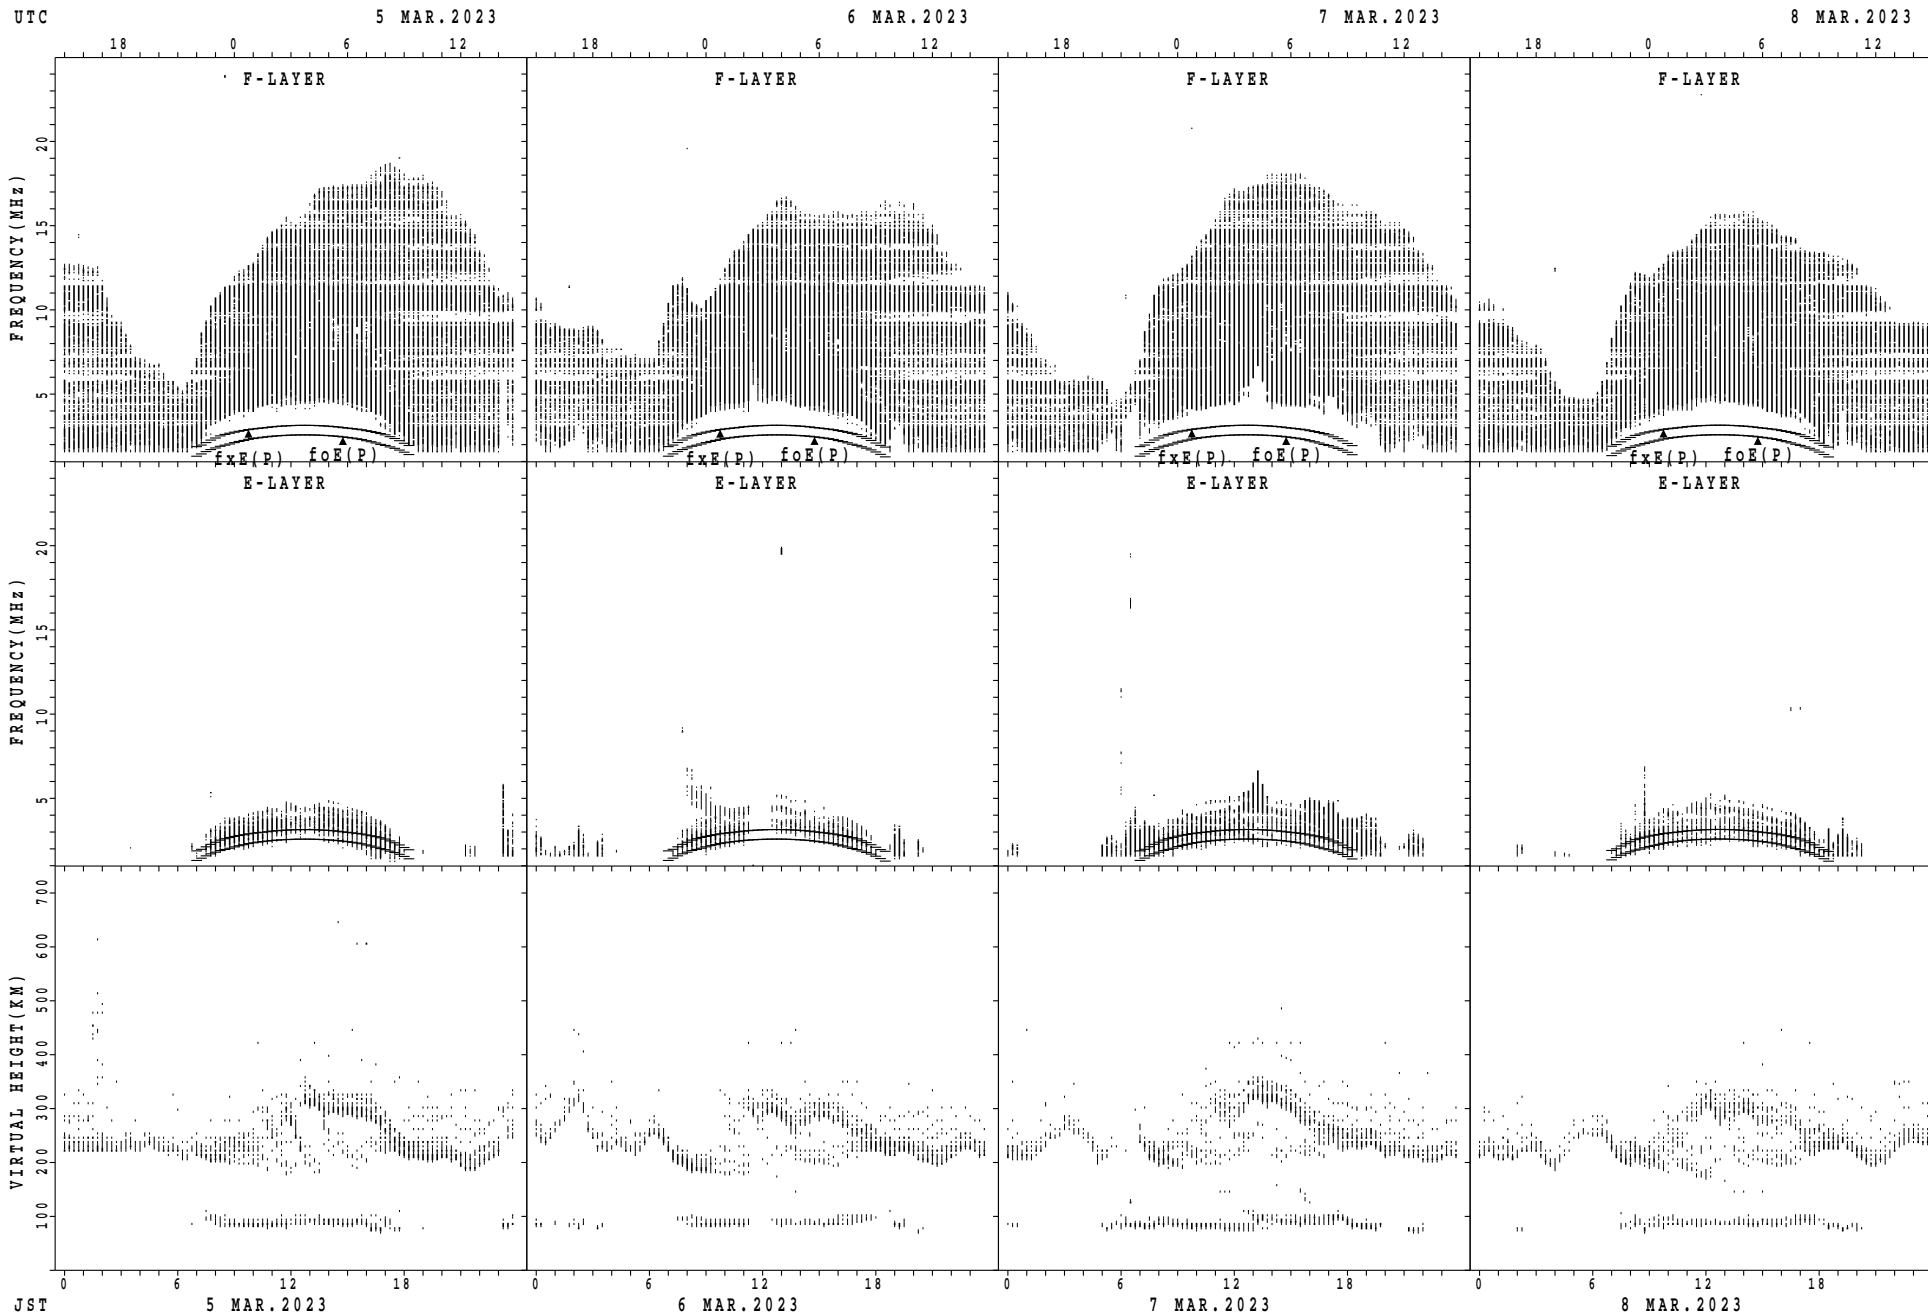 UTC 5 MAR.2023 6 MAR.2023 7 MAR.2023 8 MAR.2023
18 0 6 12 18 0 6 12 18 0 6 12 18 0 6 12
F-LAYER F-LAYER F-LAYER F-LAYER
FREQUENCY(MHz)
20
15
10
5
fxE(P) foE(P) fxE(P) foE(P) fxE(P) foE(P) fxE(P) foE(P)
E-LAYER E-LAYER E-LAYER E-LAYER
FREQUENCY(MHz)
20
15
10
5
VIRTUAL HEIGHT(KM)
700
600
500
400
300
200
100
0 6 12 18 0 6 12 18 0 6 12 18 0 6 12 18
JST 5 MAR.2023 6 MAR.2023 7 MAR.2023 8 MAR.2023